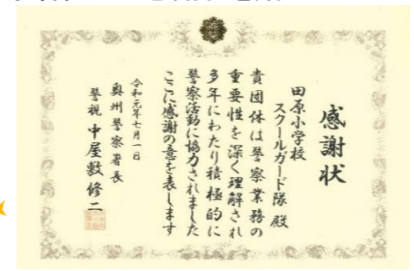 感謝状
田原小学校
スクールガード隊 殿
貴団体は警察業務の
重要性を深く理解され
多年にわたり積極的に
警察活動に協力されました
ここに感謝の意を表します
令和元年七月一日
奥州警察署長
警視 中屋敷修二